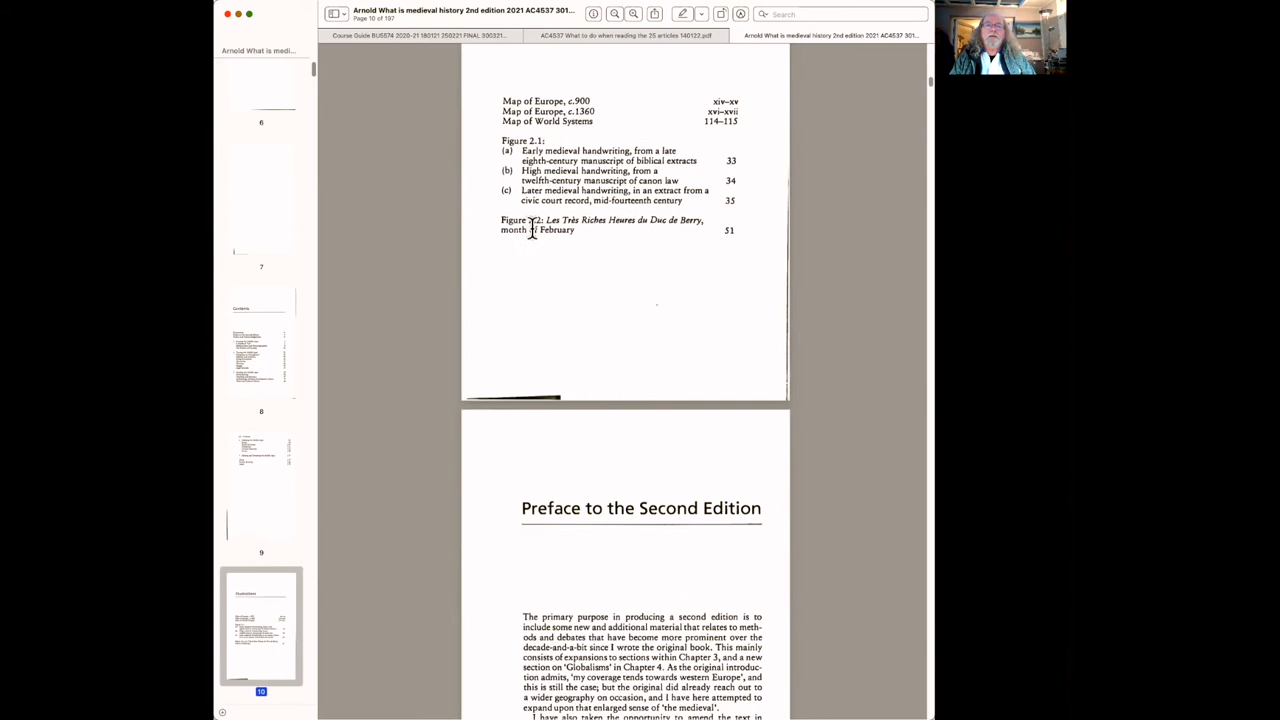 Arnold What is medieval history 2nd edition 2021 AC4537 301...
Page 10 of 197
Search
Course Guide BU5574 2020-21 180121 250221 FINAL 300321...
AC4537 What to do when reading the 25 articles 140122.pdf
Arnold What is medieval history 2nd edition 2021 AC4537 301...
Arnold What is medi...
6
7
8
9
10
Contents
Illustrations
Map of Europe, c.900 xiv–xv
Map of Europe, c.1360 xvi–xvii
Map of World Systems 114–115
Figure 2.1:
(a) Early medieval handwriting, from a late
eighth-century manuscript of biblical extracts 33
(b) High medieval handwriting, from a
twelfth-century manuscript of canon law 34
(c) Later medieval handwriting, in an extract from a
civic court record, mid-fourteenth century 35
Figure 2.2: Les Très Riches Heures du Duc de Berry,
month of February 51
Preface to the Second Edition
The primary purpose in producing a second edition is to
include some new and additional material that relates to meth-
ods and debates that have become more prominent over the
decade-and-a-bit since I wrote the original book. This mainly
consists of expansions to sections within Chapter 3, and a new
section on ‘Globalisms’ in Chapter 4. As the original introduc-
tion admits, ‘my coverage tends towards western Europe’, and
this is still the case; but the original did already reach out to
a wider geography on occasion, and I have here attempted to
expand upon that enlarged sense of ‘the medieval’.
I have also taken the opportunity to amend the text in